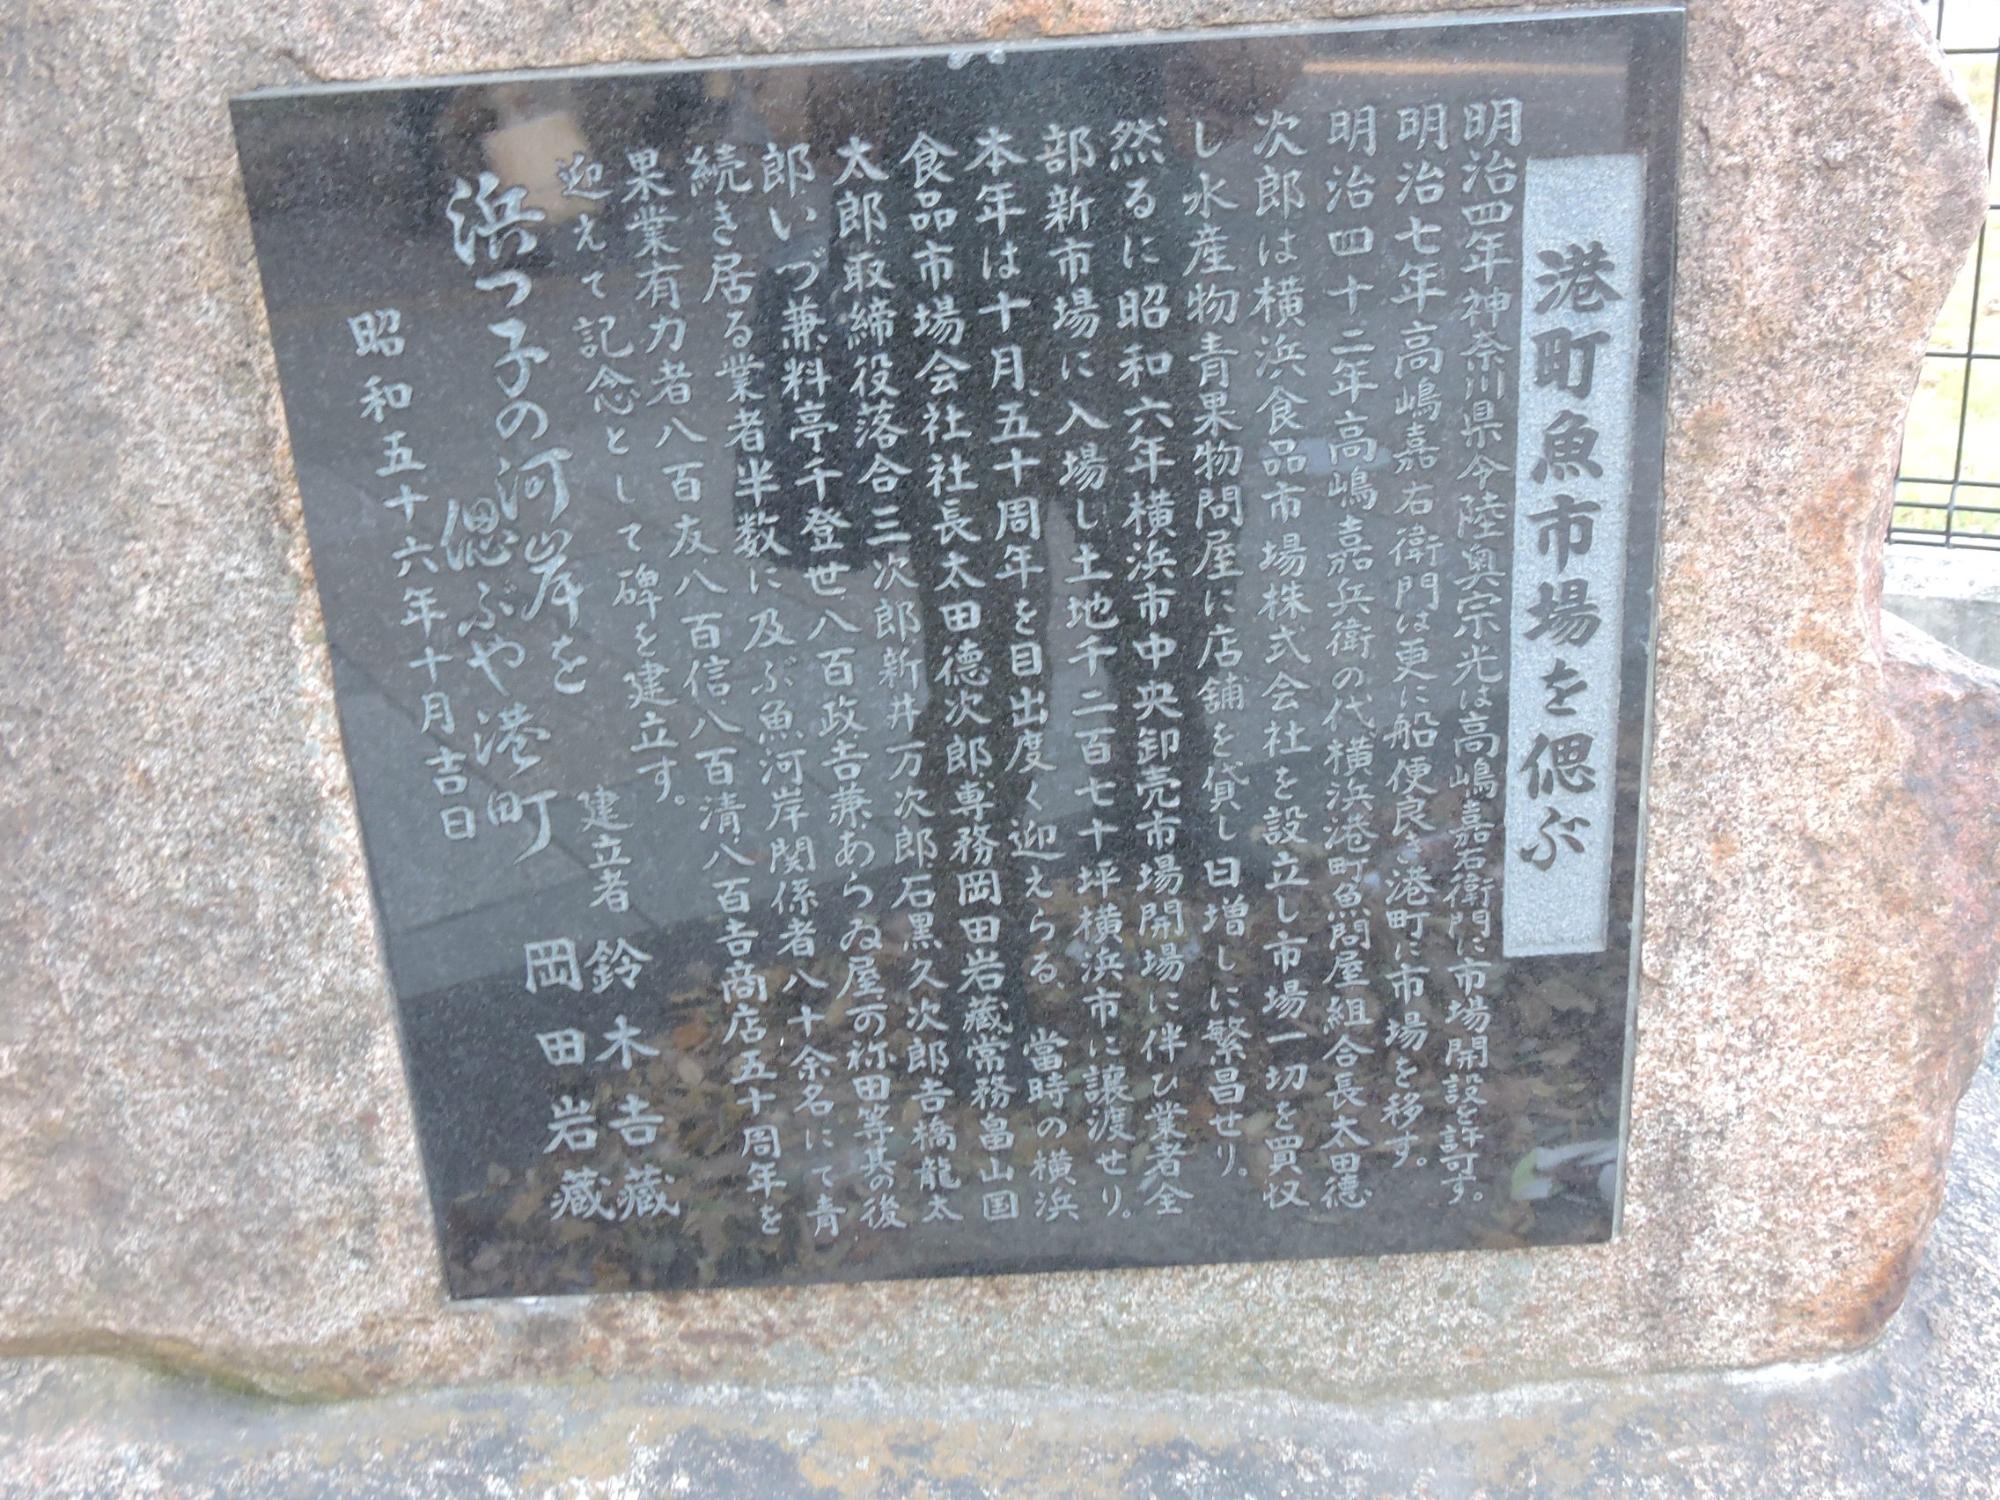 港町魚市場を偲ぶ
明治四年神奈川県令陸奥宗光は高嶋嘉右衛門に市場開設を許可す。
明治七年高嶋嘉右衛門は更に船便良き港町に市場を移す。
明治四十二年高嶋嘉兵衛の代、横浜港町魚問屋組合長太田徳
次郎は横浜食品市場株式会社を設立し市場一切を買収
し水産物青果物問屋に店舗を貸し日増しに繁昌せり。
然るに昭和六年横浜市中央卸売市場開場に伴ひ業者全
部新市場に入場し土地千二百七十坪横浜市に譲渡せり。
本年は十月、五十周年を目出度く迎えらる、當時の横浜
食品市場会社社長太田徳次郎、専務岡田岩蔵常務畠山国
太郎、取締役落合三次郎新井万次郎石黒久次郎、吉橋龍太
郎いづ兼料亭千登世、八百政吉兼あらゐ屋、可祢田等其の後
続き居る業者半数に及ぶ魚河岸関係者八十余名にて青
果業有力者八百友、八百信、八百清八百吉商店五十周年を
迎えて記念として碑を建立す。
浜っ子の河岸を
偲ぶや港町
建立者 鈴木吉蔵
岡田岩蔵
昭和五十六年十月吉日